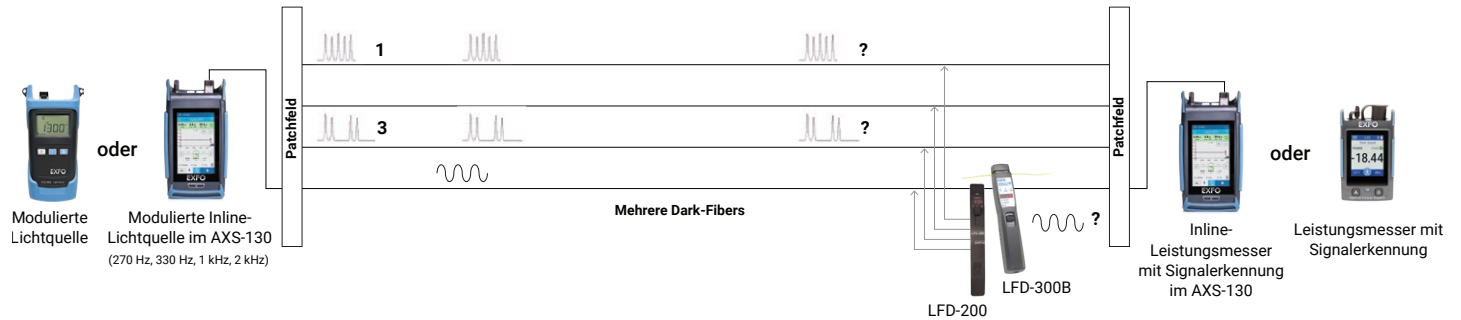 1
?
Patchfeld
Patchfeld
3
?
1300
EXFO
oder
EXFO
Mehrere Dark-Fibers
?
EXFO
oder
EXFO
-18.44
Modulierte
Lichtquelle
Modulierte Inline-
Lichtquelle im AXS-130
(270 Hz, 330 Hz, 1 kHz, 2 kHz)
LFD-300B
LFD-200
Inline-
Leistungsmesser
mit Signalerkennung
im AXS-130
Leistungsmesser mit
Signalerkennung